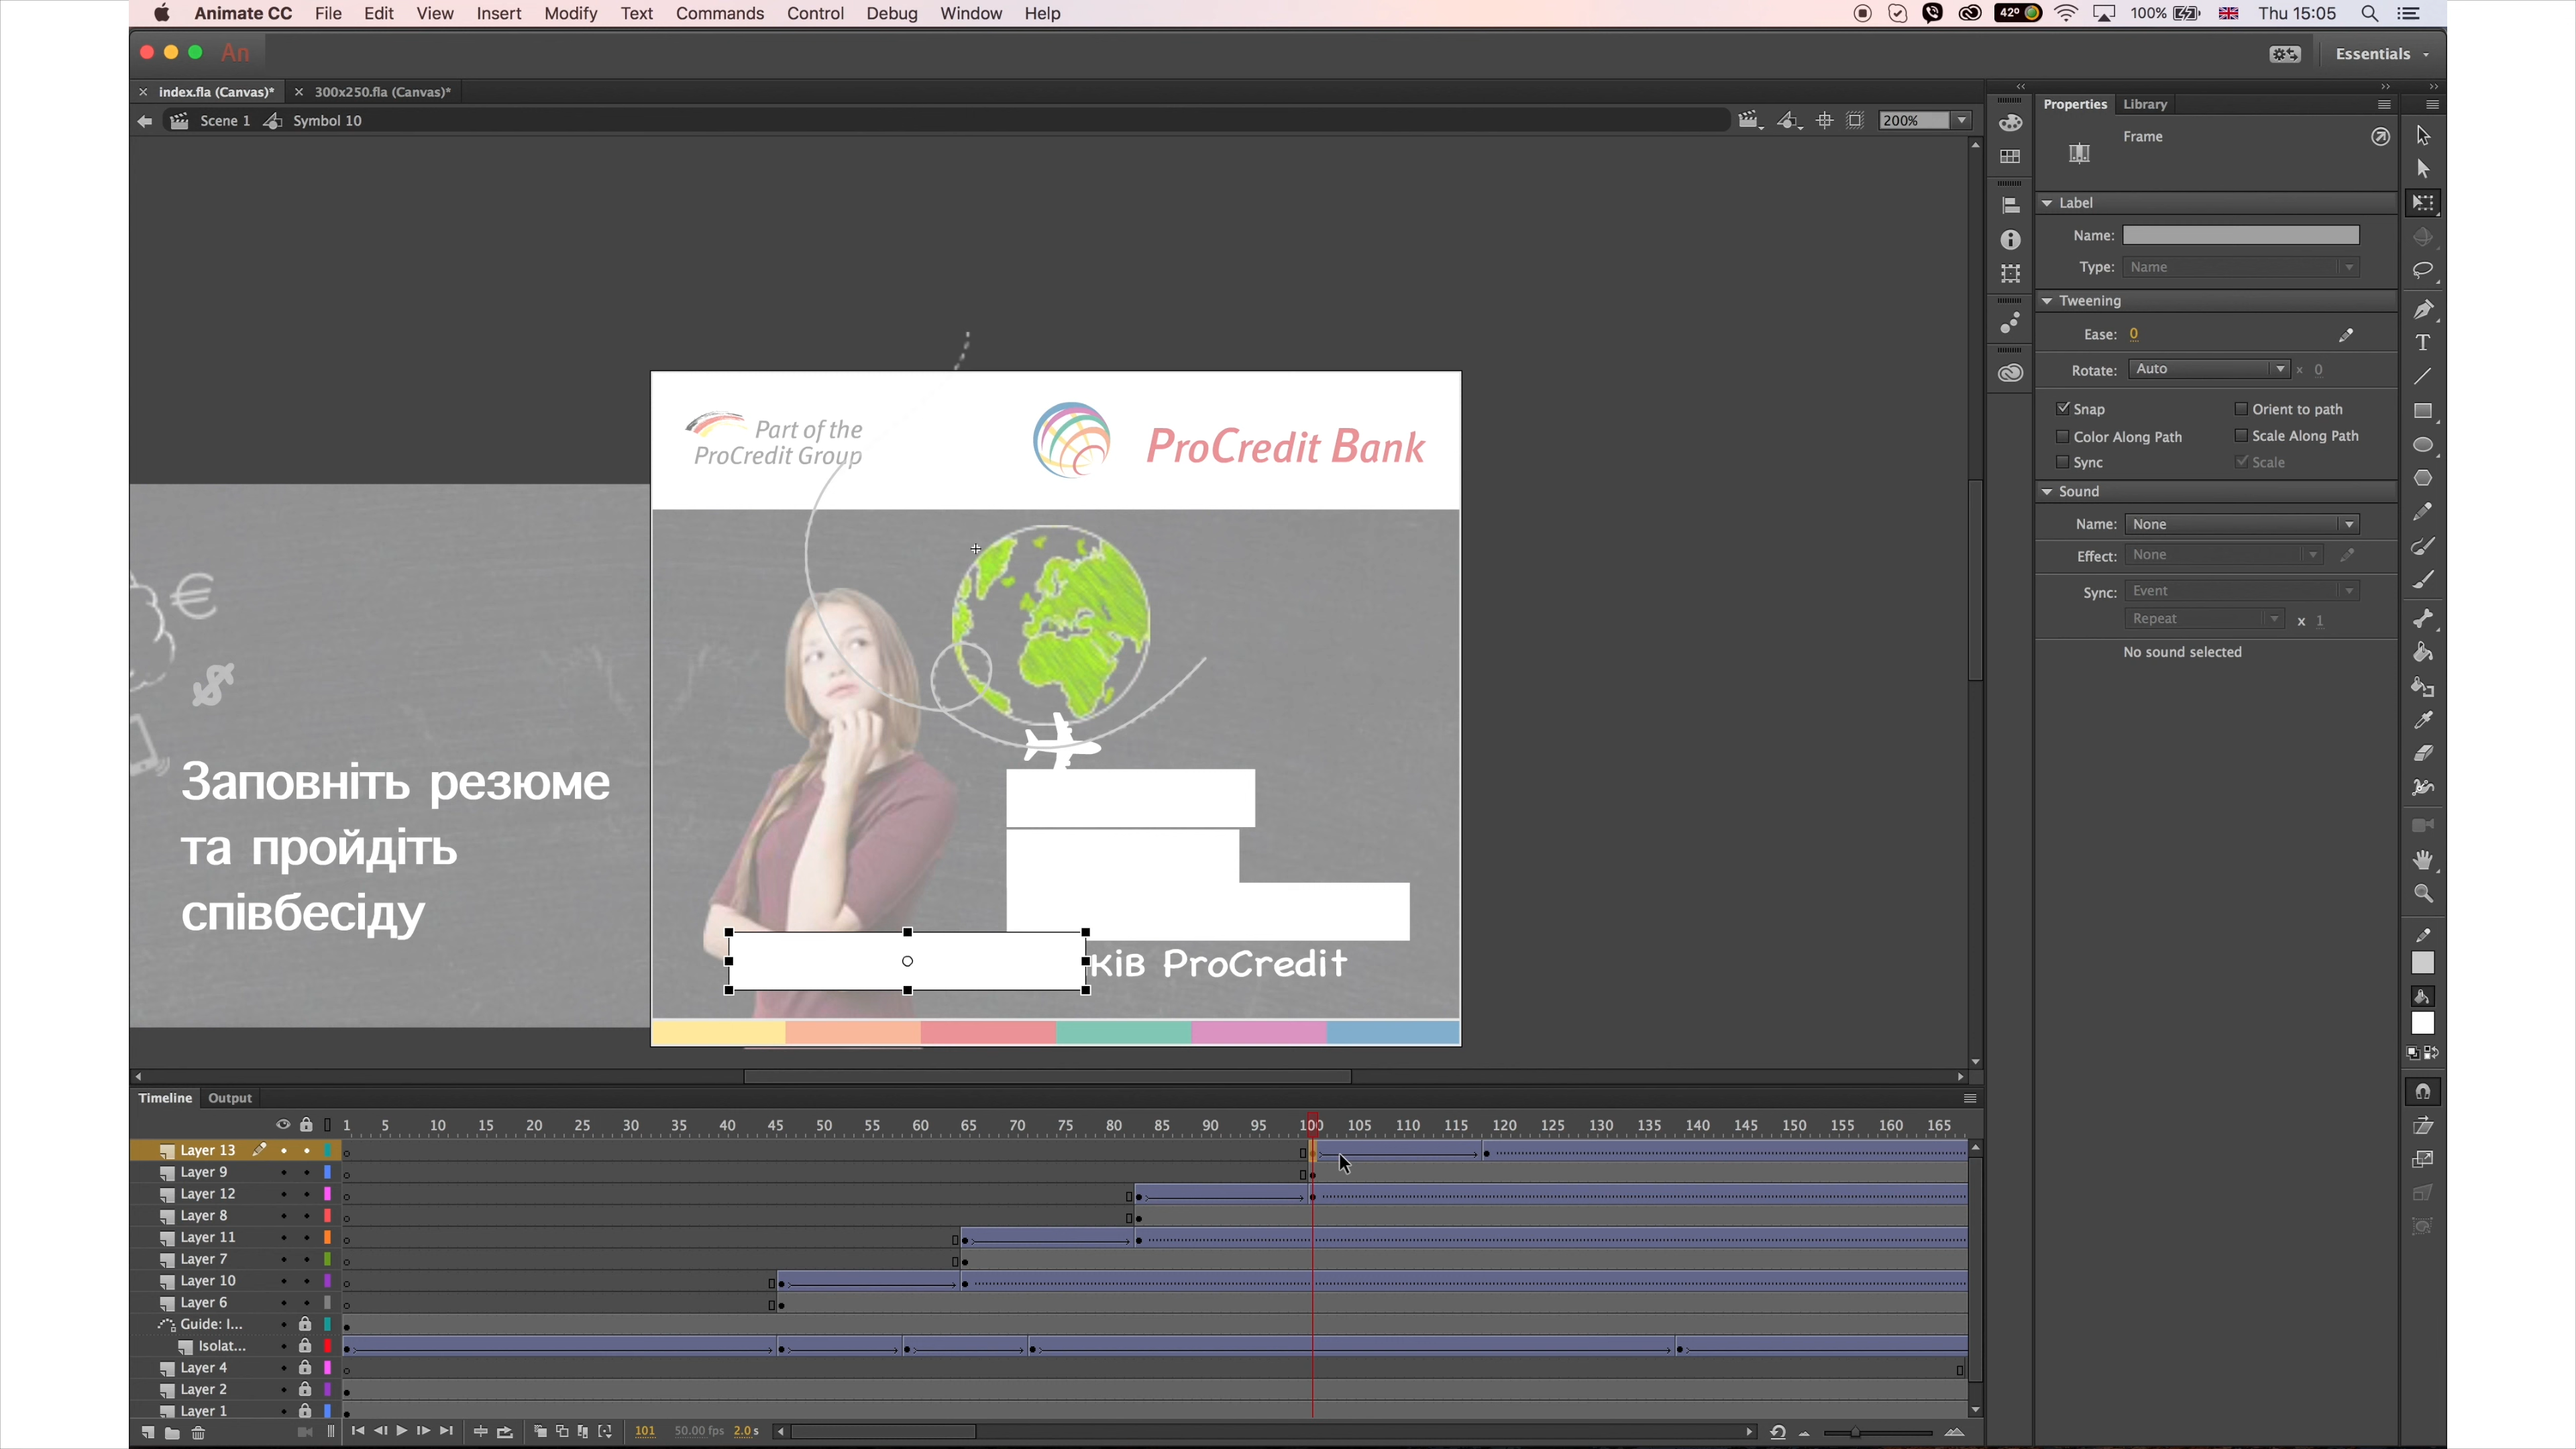 Animate CC File Edit View Insert Modify Text Commands Control Debug Window Help 42° 100% Thu 15:05
An Essentials
index.fla (Canvas)* 300x250.fla (Canvas)*
Scene 1 Symbol 10 200%
Properties Library
Frame
Label
Name:
Type: Name
Tweening
Ease: 0
Rotate: Auto x 0
Snap Orient to path
Color Along Path Scale Along Path
Sync Scale
Sound
Name: None
Effect: None
Sync: Event
Repeat x 1
No sound selected
Part of the
ProCredit Group
ProCredit Bank
€
$
Заповніть резюме
та пройдіть
співбесіду
ків ProCredit
Timeline Output
1 5 10 15 20 25 30 35 40 45 50 55 60 65 70 75 80 85 90 95 100 105 110 115 120 125 130 135 140 145 150 155 160 165
Layer 13
Layer 9
Layer 12
Layer 8
Layer 11
Layer 7
Layer 10
Layer 6
Guide: I...
Isolat...
Layer 4
Layer 2
Layer 1
101 50.00 fps 2.0 s